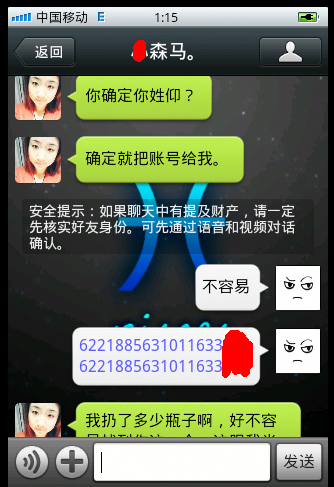 中国移动 E 1:15
返回
森马。
你确定你姓仰？
确定就把账号给我。
安全提示：如果聊天中有提及财产，请一定
先核实好友身份。可先通过语音和视频对话
确认。
不容易
6221885631011633
6221885631011633
我扔了多少瓶子啊，好不容
发送